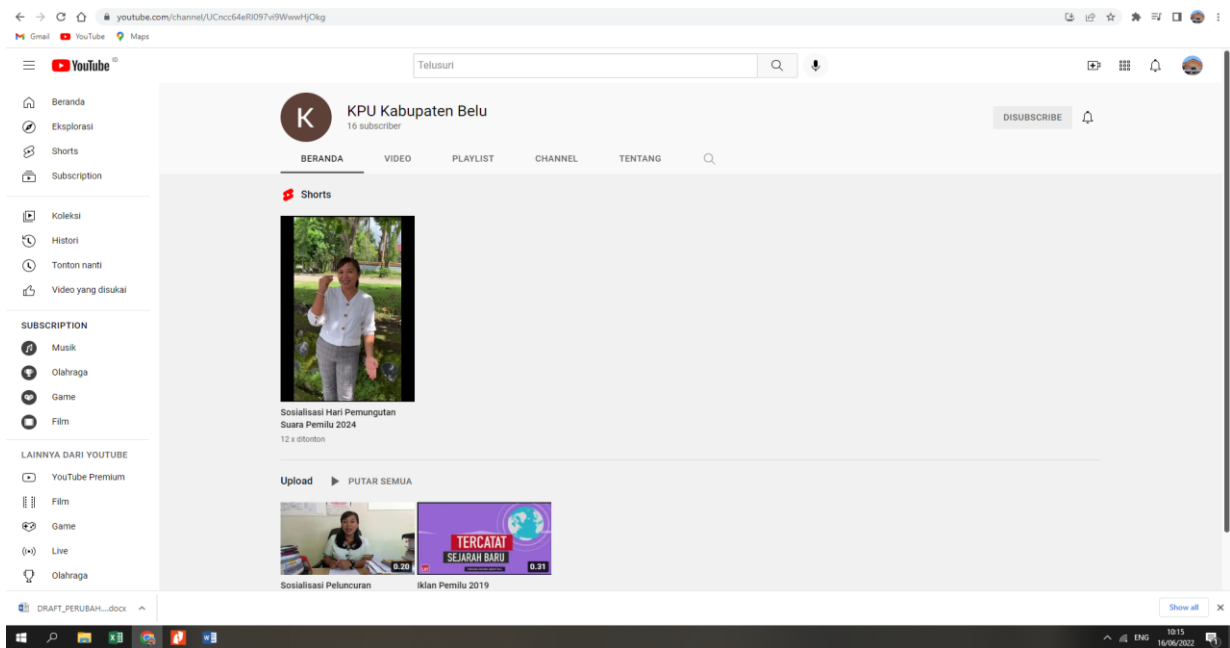 youtube.com/channel/UCncc64eRl097vi9WwwHjOkg
Gmail YouTube Maps
YouTube ID
Telusuri
Beranda
Eksplorasi
Shorts
Subscription
Koleksi
Histori
Tonton nanti
Video yang disukai
SUBSCRIPTION
Musik
Olahraga
Game
Film
LAINNYA DARI YOUTUBE
YouTube Premium
Film
Game
Live
Olahraga
K
KPU Kabupaten Belu
16 subscriber
DISUBSCRIBE
BERANDA VIDEO PLAYLIST CHANNEL TENTANG
Shorts
Sosialisasi Hari Pemungutan
Suara Pemilu 2024
12 x ditonton
Upload PUTAR SEMUA
0.20
TERCATAT
SEJARAH BARU
0.31
Sosialisasi Peluncuran
Iklan Pemilu 2019
DRAFT_PERUBAH....docx
Show all
ENG
10:15
16/06/2022